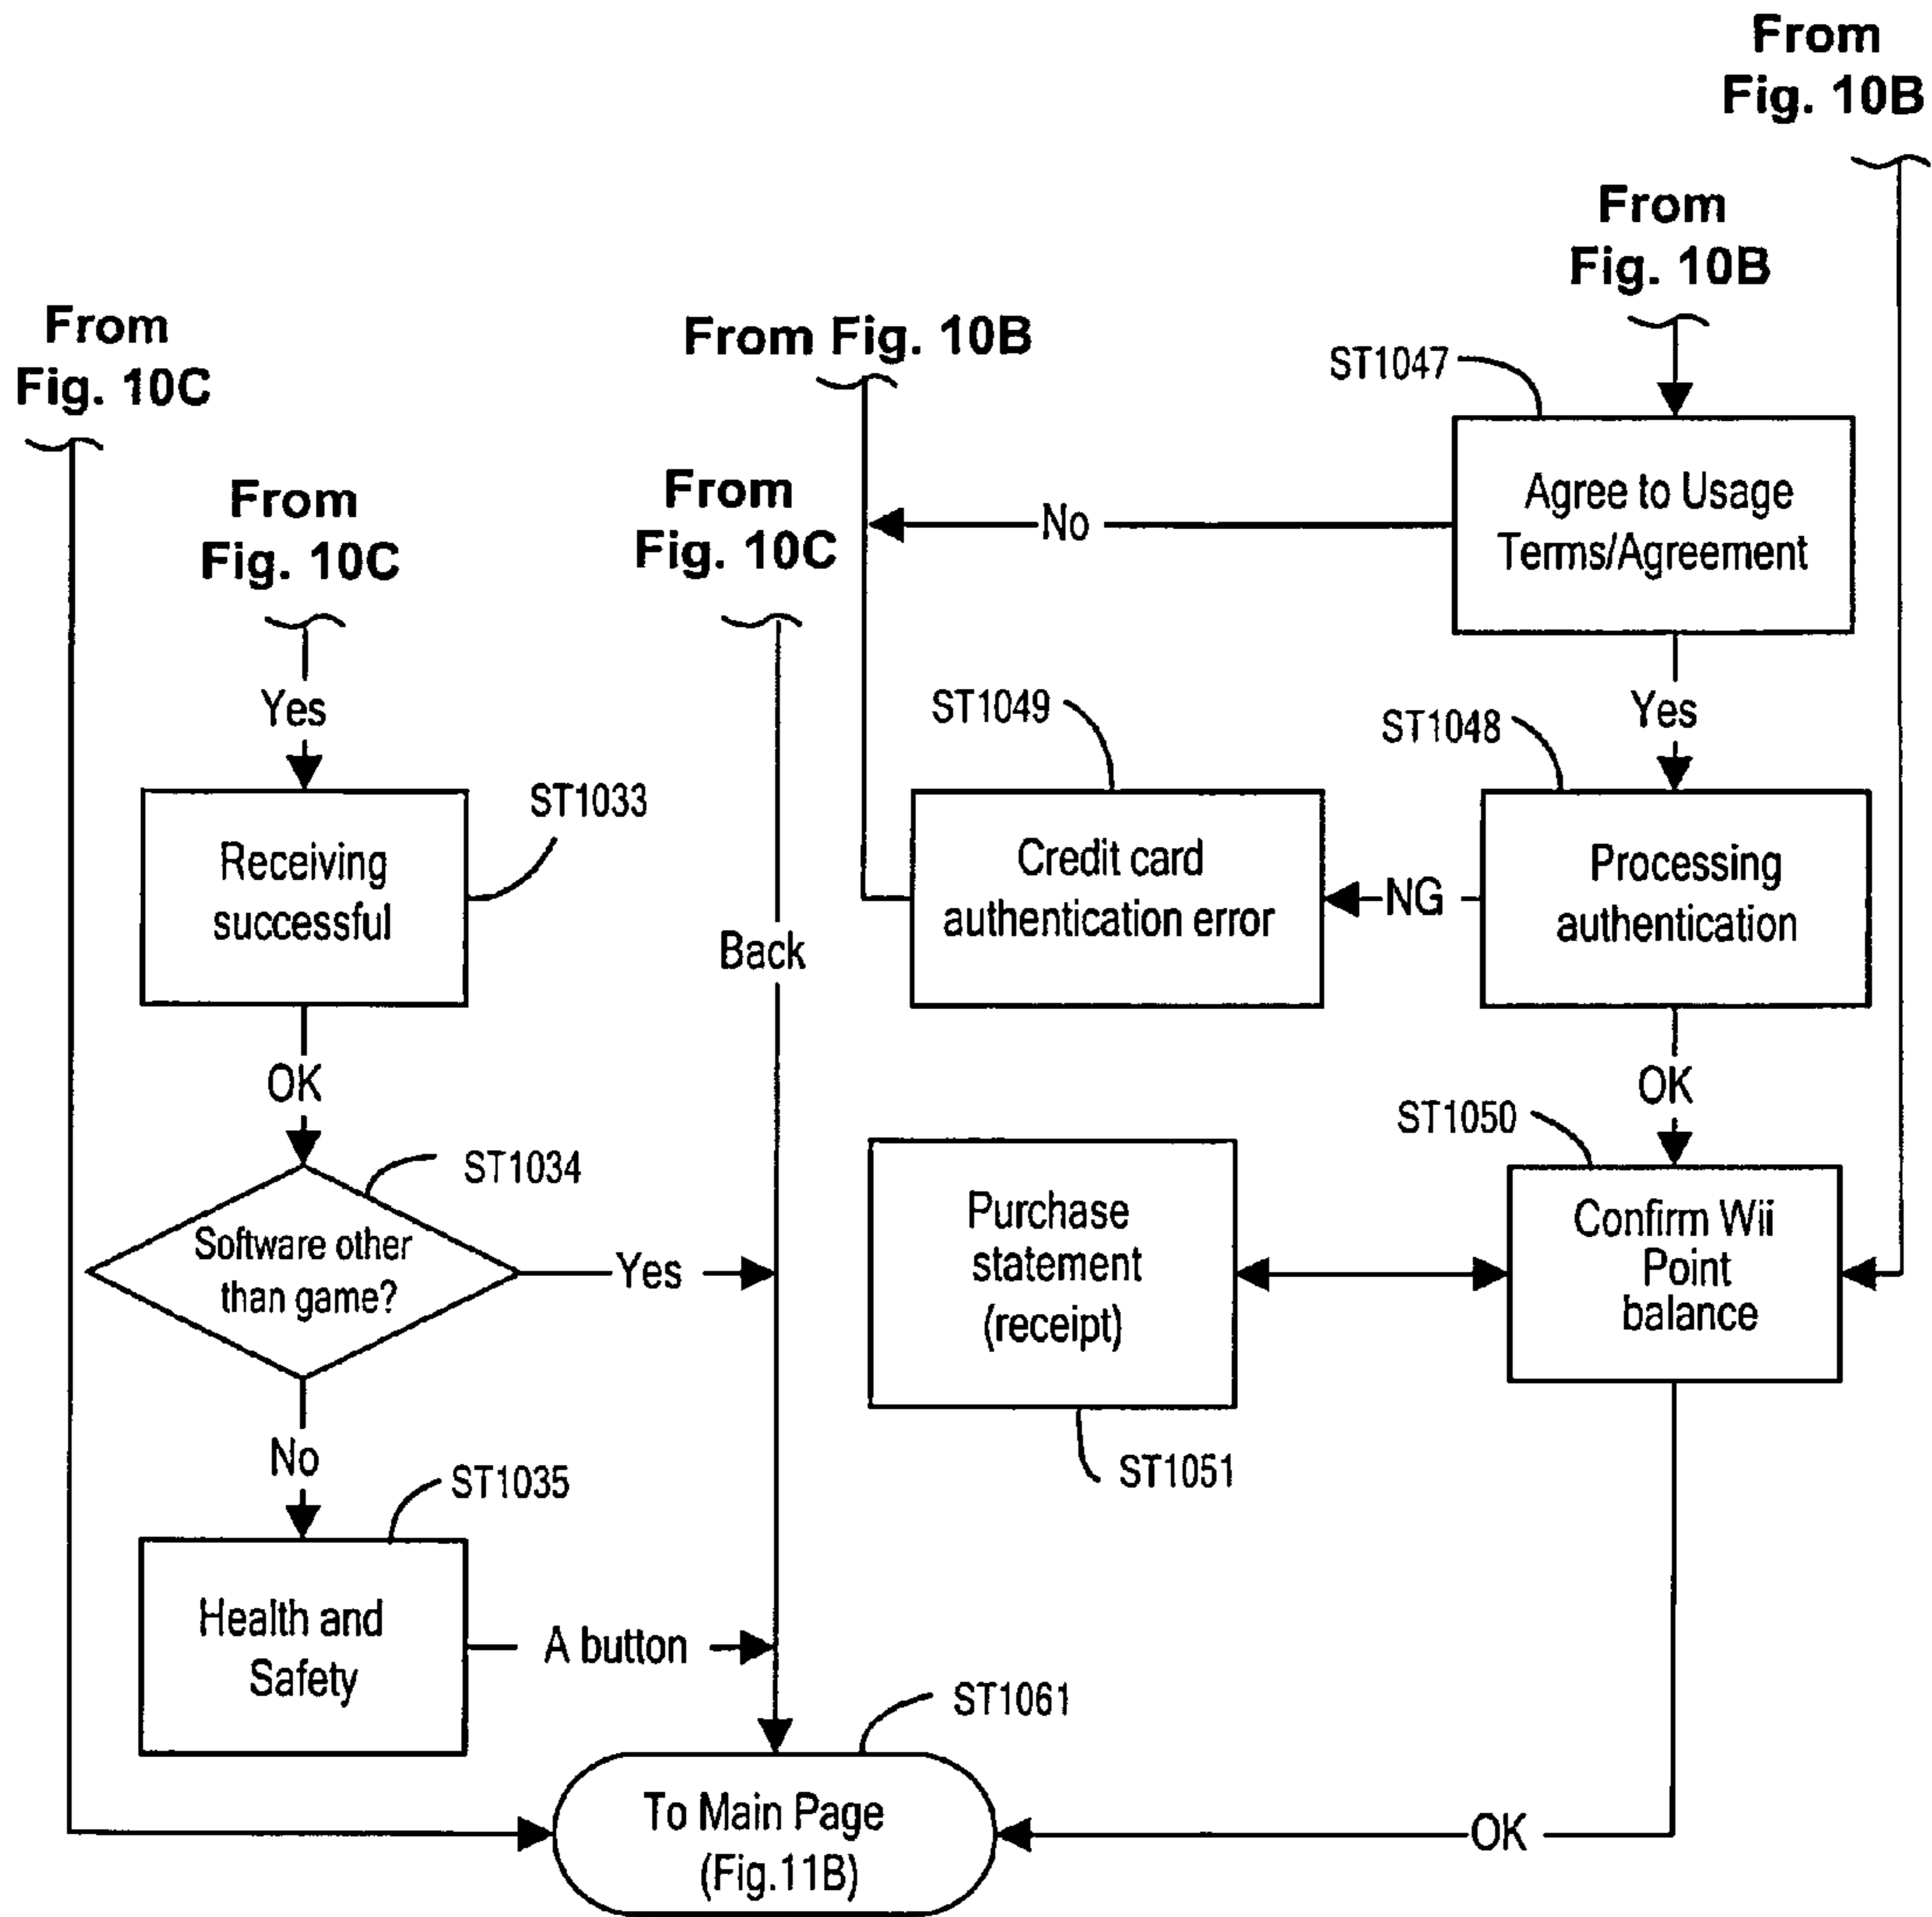 From
Fig. 10B
From
Fig. 10B
From
Fig. 10C
From Fig. 10B
ST1047
From
Fig. 10C
From
Fig. 10C
Agree to Usage
Terms/Agreement
No
Yes
Yes
ST1049
ST1048
ST1033
Receiving
successful
Credit card
authentication error
NG
Processing
authentication
Back
OK
OK
ST1050
ST1034
Software other
than game?
Yes
Purchase
statement
(receipt)
Confirm Wii
Point
balance
No
ST1035
ST1051
Health and
Safety
A button
ST1061
To Main Page
(Fig.11B)
OK